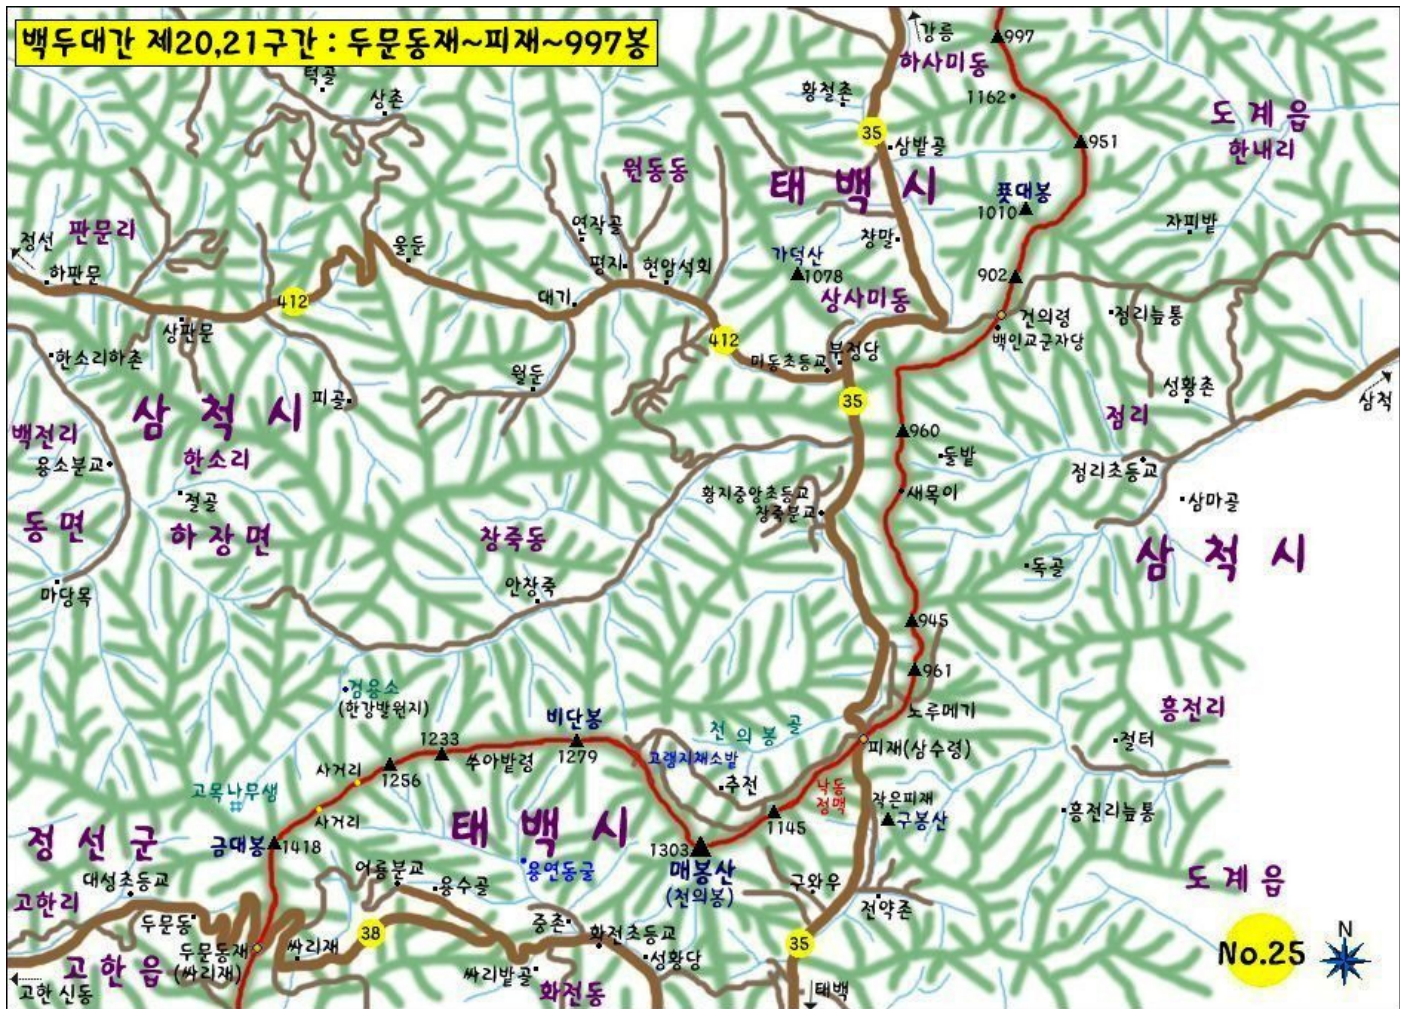 백두대간 제20,21구간 : 두문동재~피재~997봉
강릉
997
하사미동
턱골
상촌
황철촌
1162
도계읍
한내리
35
삼밭골
951
원동동
태백시
푯대봉
1010
자피밭
연작골
창말
판문리
정선
하판문
울둔
평지
현암석회
가덕산
1078
902
상사미동
412
대기
건의령
백인교군자당
점리늪통
상판문
412
미동초등교
부정당
한소리하촌
월둔
피골
성황촌
삼척
삼척시
35
점리
백전리
960
용소분교
한소리
둘밭
점리초등교
절골
황지중앙초등교
장죽분교
새목이
삼마골
동면
하장면
장죽동
삼척시
독골
안창죽
마당목
945
961
검용소
(한강발원지)
노루메기
흥전리
비단봉
천의봉골
1233
1279
고랭지채소밭
피재(삼수령)
절터
쑤아밭령
사거리
1256
추전
낙동
정맥
고목나무샘
작은피재
흥전리늪통
사거리
태백시
1145
구봉산
정선군
금대봉
1418
1303
매봉산
(천의봉)
대성초등교
어룡분교
용수골
용연동굴
구왕우
도계읍
고한리
전약촌
두문동
38
중촌
화전초등교
35
두문동재
(싸리재)
싸리재
성황당
No.25
N
고한읍
싸리밭골
고한 신동
화전동
태백